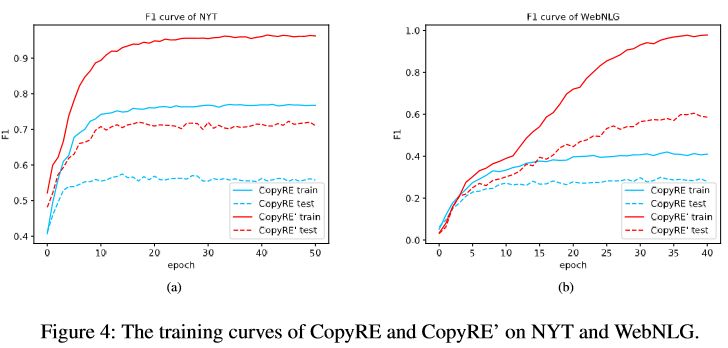 F1 curve of NYT
F1
0.9
0.8
0.7
0.6
0.5
0.4
0
10
20
30
40
50
epoch
CopyRE train
CopyRE test
CopyRE' train
CopyRE' test
(a)
F1 curve of WebNLG
F1
1.0
0.8
0.6
0.4
0.2
0.0
0
5
10
15
20
25
30
35
40
epoch
CopyRE train
CopyRE test
CopyRE' train
CopyRE' test
(b)
Figure 4: The training curves of CopyRE and CopyRE’ on NYT and WebNLG.